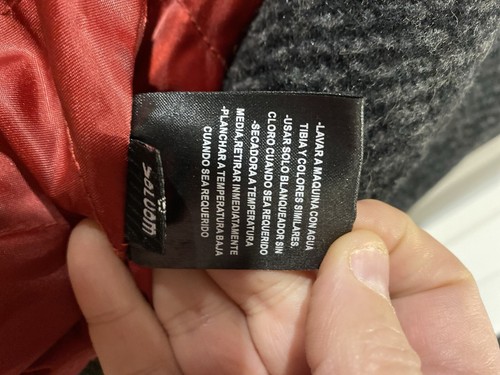 -LAVAR A MAQUINA CON AGUA
TIBIA Y COLORES SIMILARES.
-USAR SOLO BLANQUEADOR SIN
CLORO CUANDO SEA REQUERIDO
-SECADORA A TEMPERATURA
MEDIA,RETIRAR INMEDIATAMENTE
-PLANCHAR A TEMPERATURA BAJA
CUANDO SEA REQUERIDO